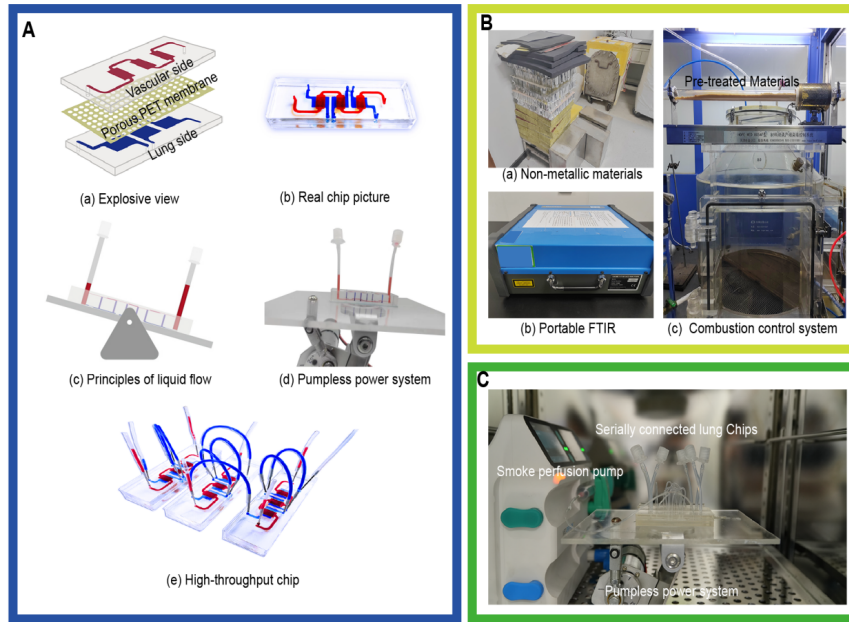 A
Vascular side
Porous PET membrane
Lung side
(a) Explosive view
(b) Real chip picture
(c) Principles of liquid flow
(d) Pumpless power system
(e) High-throughput chip
B
(a) Non-metallic materials
(b) Portable FTIR
Pre-treated Materials
(c) Combustion control system
C
Serially connected lung Chips
Smoke perfusion pump
Pumpless power system